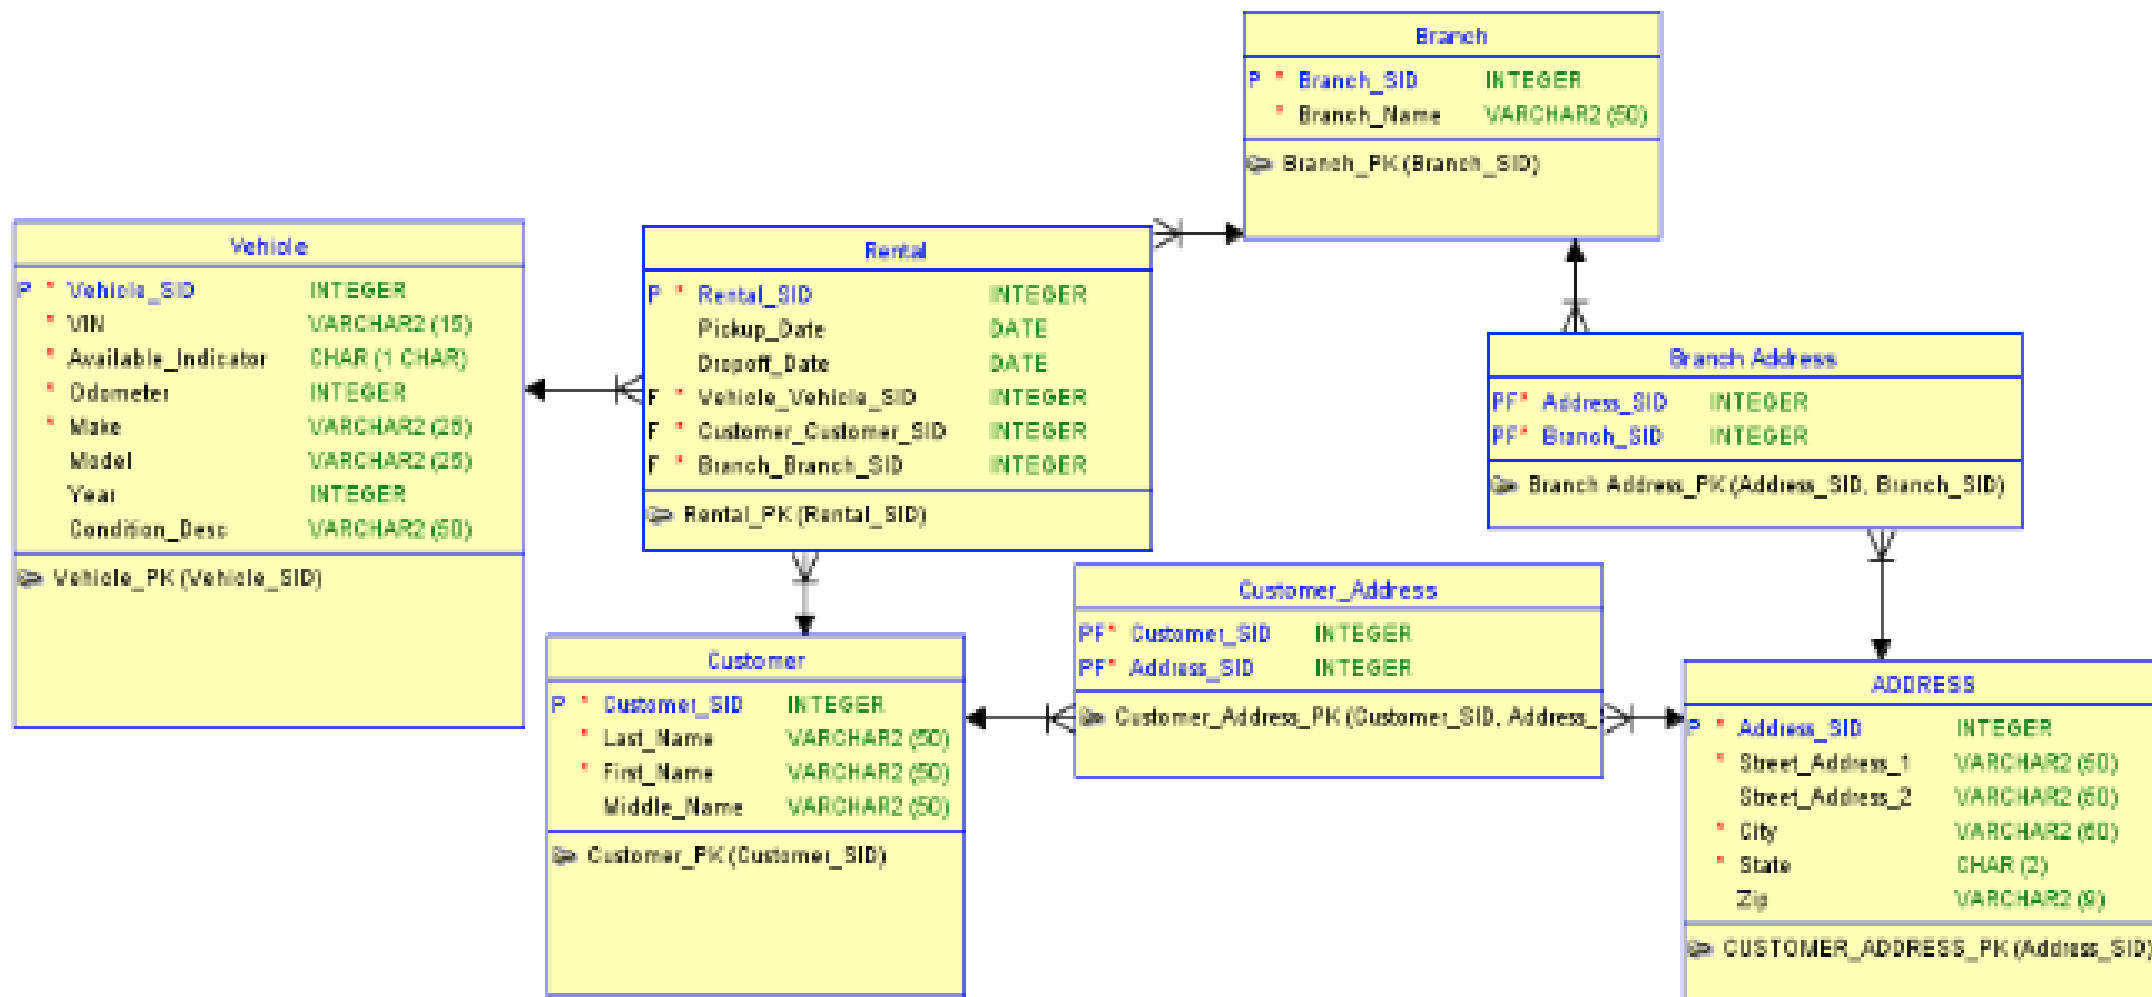 Branch
P * Branch_SID INTEGER
* Branch_Name VARCHAR2 (50)
Branch_PK (Branch_SID)
Vehicle
P * Vehicle_SID INTEGER
* VIN VARCHAR2 (15)
* Available_Indicator CHAR (1 CHAR)
* Odometer INTEGER
* Make VARCHAR2 (25)
Model VARCHAR2 (25)
Year INTEGER
Condition_Desc VARCHAR2 (50)
Vehicle_PK (Vehicle_SID)
Rental
P * Rental_SID INTEGER
Pickup_Date DATE
Dropoff_Date DATE
F * Vehicle_Vehicle_SID INTEGER
F * Customer_Customer_SID INTEGER
F * Branch_Branch_SID INTEGER
Rental_PK (Rental_SID)
Branch Address
PF* Address_SID INTEGER
PF* Branch_SID INTEGER
Branch Address_PK (Address_SID, Branch_SID)
Customer_Address
PF* Customer_SID INTEGER
PF* Address_SID INTEGER
Customer_Address_PK (Customer_SID, Address_
Customer
P * Customer_SID INTEGER
* Last_Name VARCHAR2 (50)
* First_Name VARCHAR2 (50)
Middle_Name VARCHAR2 (50)
Customer_PK (Customer_SID)
ADDRESS
P * Address_SID INTEGER
* Street_Address_1 VARCHAR2
Street_Address_2 VARCHAR2
* City VARCHAR2
* State CHAR (2)
Zip VARCHAR2 (9)
CUSTOMER_ADDRESS_PK (Address_SID)